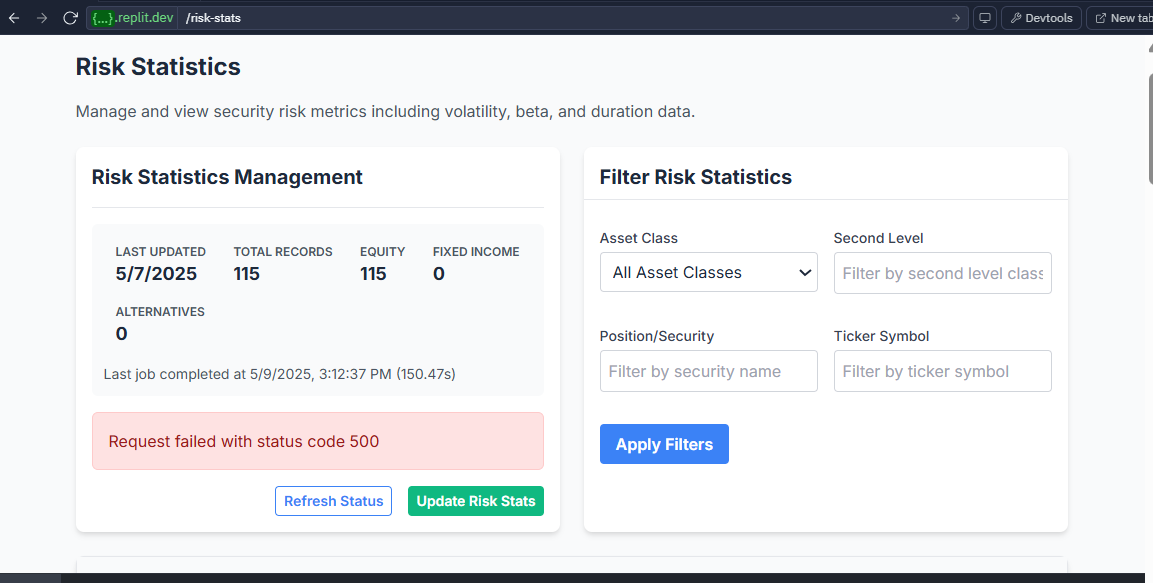 {...}.replit.dev /risk-stats Devtools New tab
Risk Statistics
Manage and view security risk metrics including volatility, beta, and duration data.
Risk Statistics Management
LAST UPDATED TOTAL RECORDS EQUITY FIXED INCOME
5/7/2025 115 115 0
ALTERNATIVES
0
Last job completed at 5/9/2025, 3:12:37 PM (150.47s)
Request failed with status code 500
Refresh Status Update Risk Stats
Filter Risk Statistics
Asset Class Second Level
All Asset Classes Filter by second level class
Position/Security Ticker Symbol
Filter by security name Filter by ticker symbol
Apply Filters